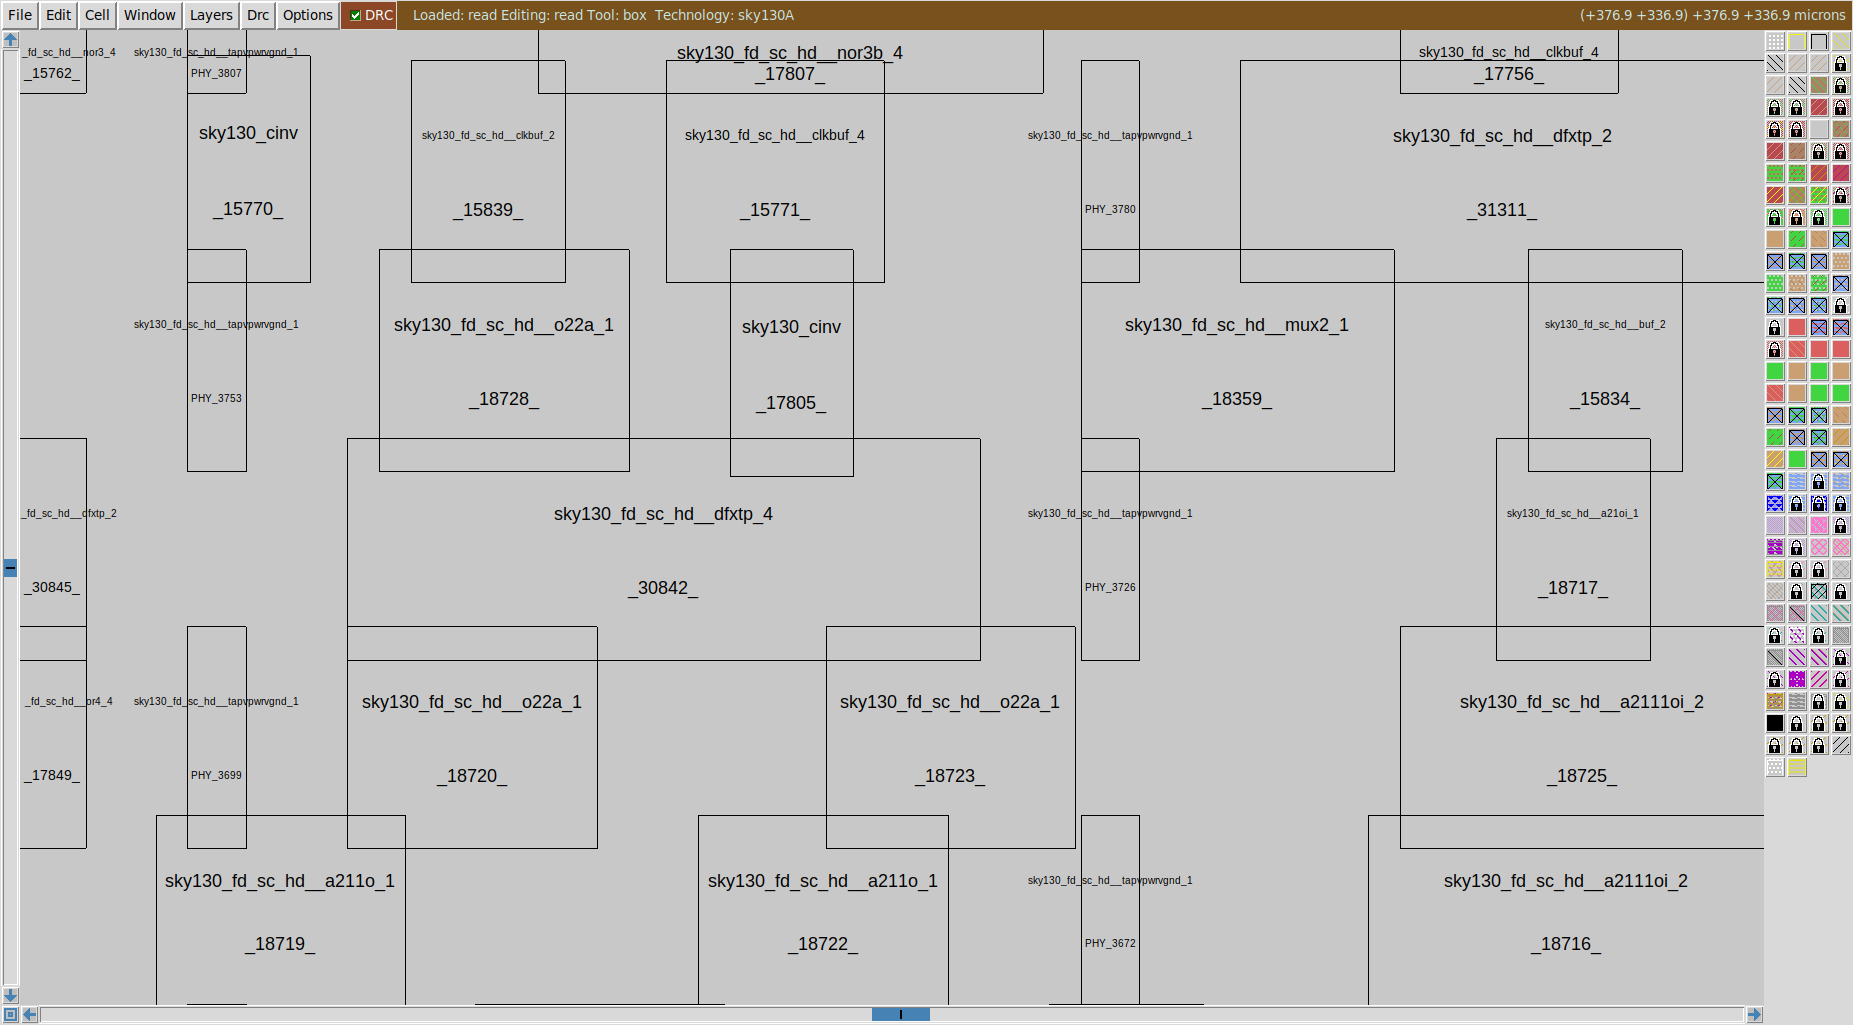 File Edit Cell Window Layers Drc Options DRC Loaded: read Editing: read Tool: box Technology: sky130A (+376.9 +336.9) +376.9 +336.9 microns
_fd_sc_hd__nor3_4 sky130_fd_sc_hd__tapvpwrvgnd_1 sky130_fd_sc_hd__nor3b_4 sky130_fd_sc_hd__clkbuf_4
_15762_ PHY_3807 _17807_ _17756_
sky130_cinv sky130_fd_sc_hd__clkbuf_2 sky130_fd_sc_hd__clkbuf_4 sky130_fd_sc_hd__tapvpwrvgnd_1 sky130_fd_sc_hd__dfxtp_2
_15770_ _15839_ _15771_ PHY_3780 _31311_
sky130_fd_sc_hd__tapvpwrvgnd_1 sky130_fd_sc_hd__o22a_1 sky130_cinv sky130_fd_sc_hd__mux2_1 sky130_fd_sc_hd__buf_2
PHY_3753 _18728_ _17805_ _18359_ _15834_
_fd_sc_hd__dfxtp_2 sky130_fd_sc_hd__dfxtp_4 sky130_fd_sc_hd__tapvpwrvgnd_1 sky130_fd_sc_hd__a21oi_1
_30845_ _30842_ PHY_3726 _18717_
_fd_sc_hd__or4_4 sky130_fd_sc_hd__tapvpwrvgnd_1 sky130_fd_sc_hd__o22a_1 sky130_fd_sc_hd__o22a_1 sky130_fd_sc_hd__a2111oi_2
_17849_ PHY_3699 _18720_ _18723_ _18725_
sky130_fd_sc_hd__a211o_1 sky130_fd_sc_hd__a211o_1 sky130_fd_sc_hd__tapvpwrvgnd_1 sky130_fd_sc_hd__a2111oi_2
_18719_ _18722_ PHY_3672 _18716_